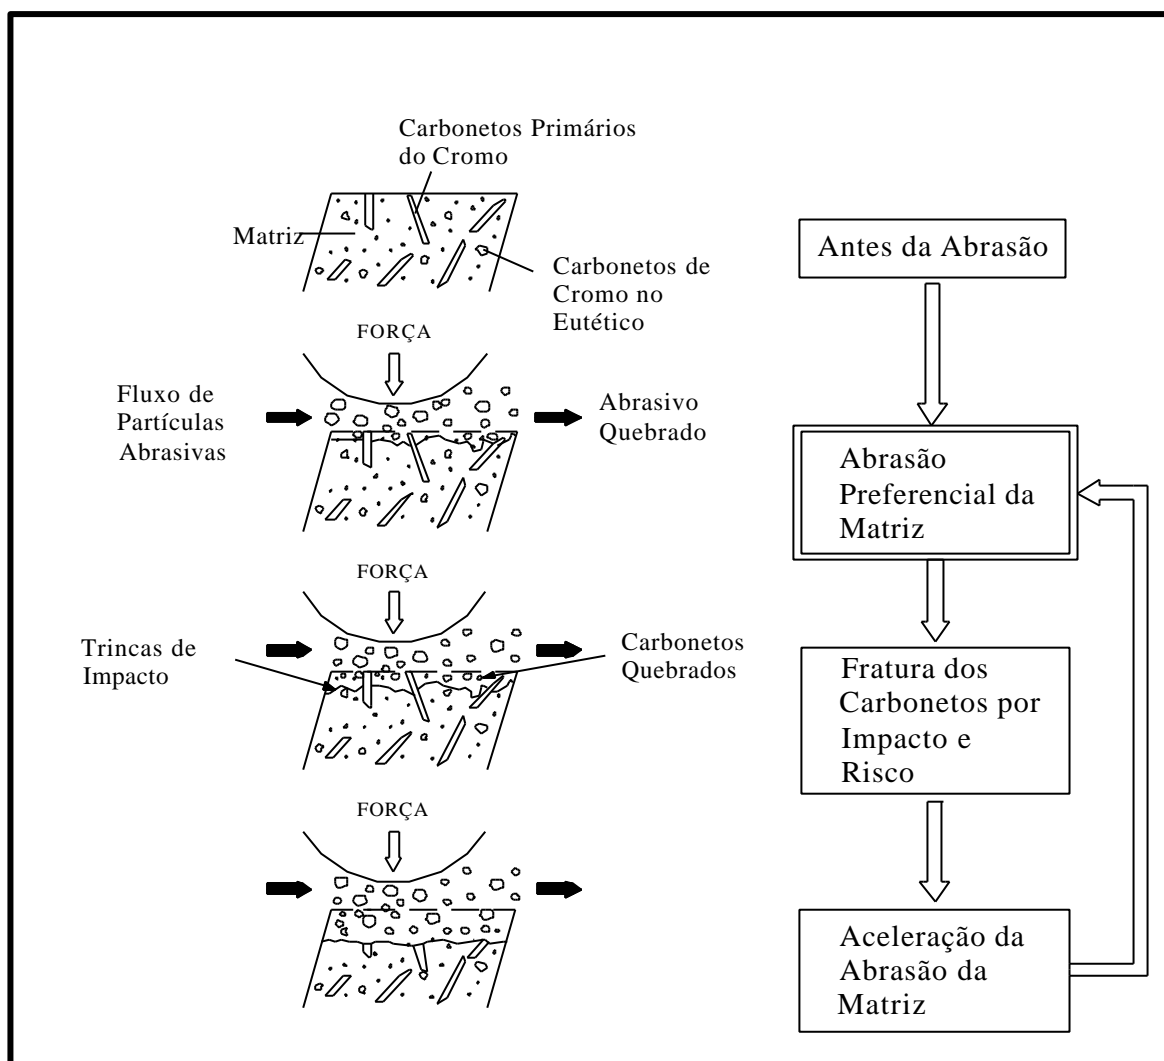 Carbonetos Primários
do Cromo
Matriz
Carbonetos de
Cromo no
Eutético
FORÇA
Fluxo de
Partículas
Abrasivas
Abrasivo
Quebrado
FORÇA
Trincas de
Impacto
Carbonetos
Quebrados
FORÇA
Antes da Abrasão
Abrasão
Preferencial da
Matriz
Fratura dos
Carbonetos por
Impacto e
Risco
Aceleração da
Abrasão da
Matriz